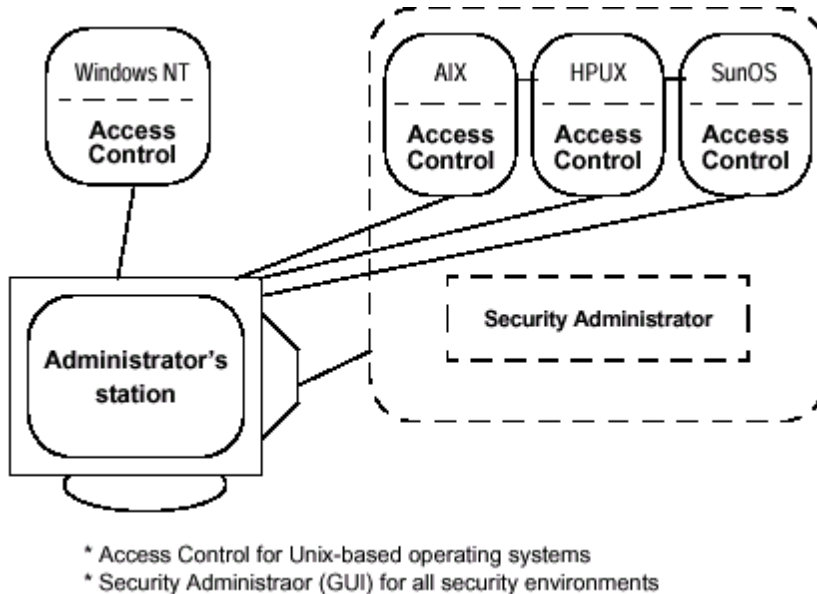 Windows NT
Access
Control
AIX
Access
Control
HPUX
Access
Control
SunOS
Access
Control
Security Administrator
Administrator's
station
* Access Control for Unix-based operating systems
* Security Administraor (GUI) for all security environments